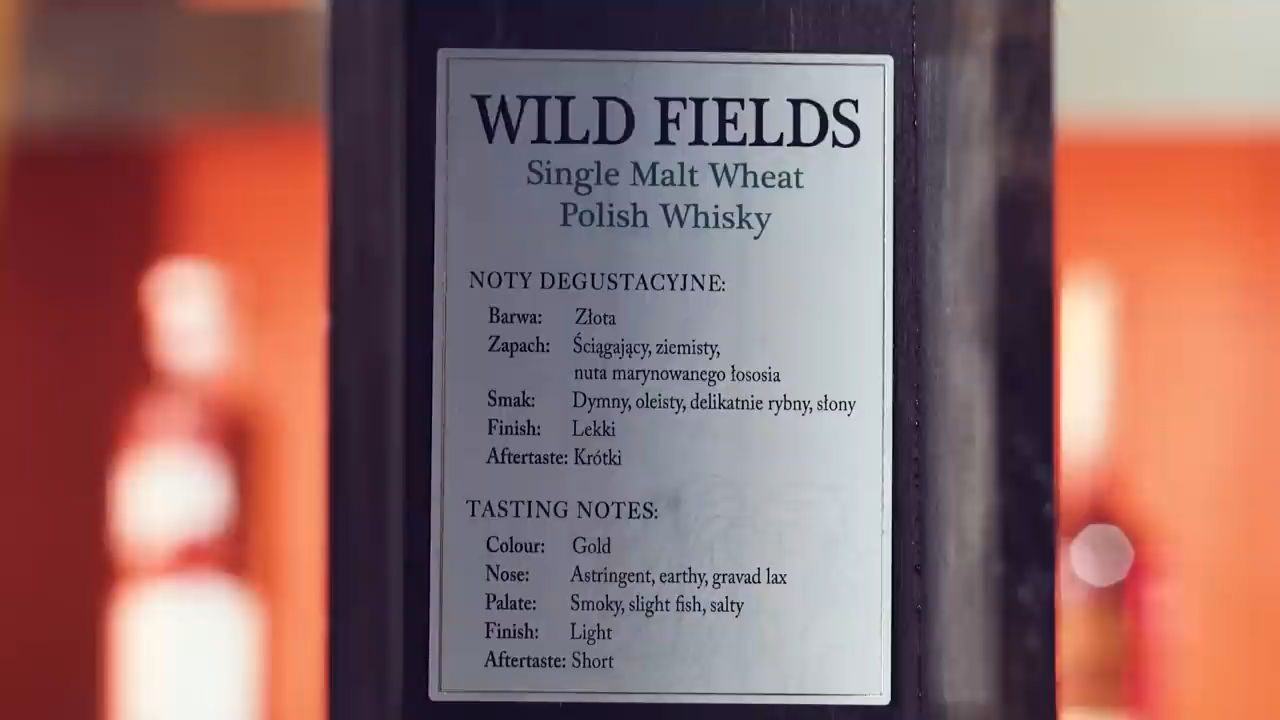 WILD FIELDS
Single Malt Wheat
Polish Whisky
NOTY DEGUSTACYJNE:
Barwa: Złota
Zapach: Ściągający, ziemisty,
nuta marynowanego łososia
Smak: Dymny, oleisty, delikatnie rybny, słony
Finish: Lekki
Aftertaste: Krótki
TASTING NOTES:
Colour: Gold
Nose: Astringent, earthy, gravad lax
Palate: Smoky, slight fish, salty
Finish: Light
Aftertaste: Short